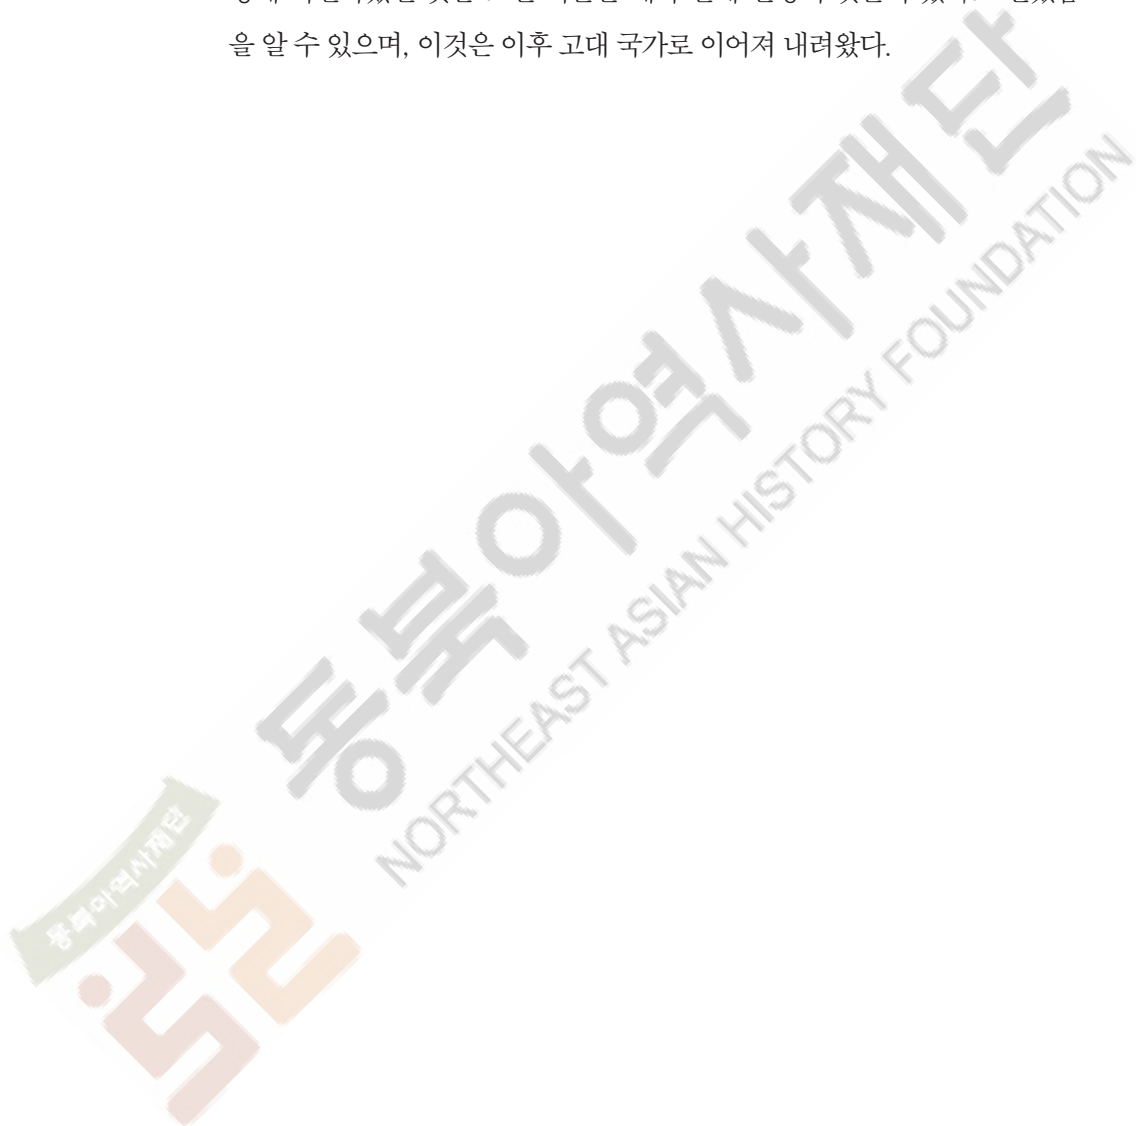 을 알 수 있으며, 이것은 이후 고대 국가로 이어져 내려왔다.
동북아역사재단
NORTHEAST ASIAN HISTORY FOUNDATION
동북아역사재단